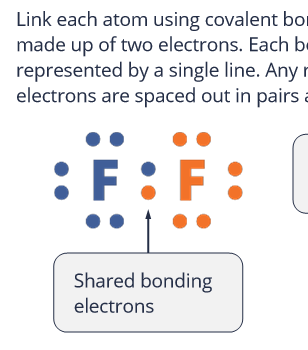 Link each atom using covalent
made up of two electrons. Each
represented by a single line. Any
electrons are spaced out in pairs
F F
Shared bonding
electrons